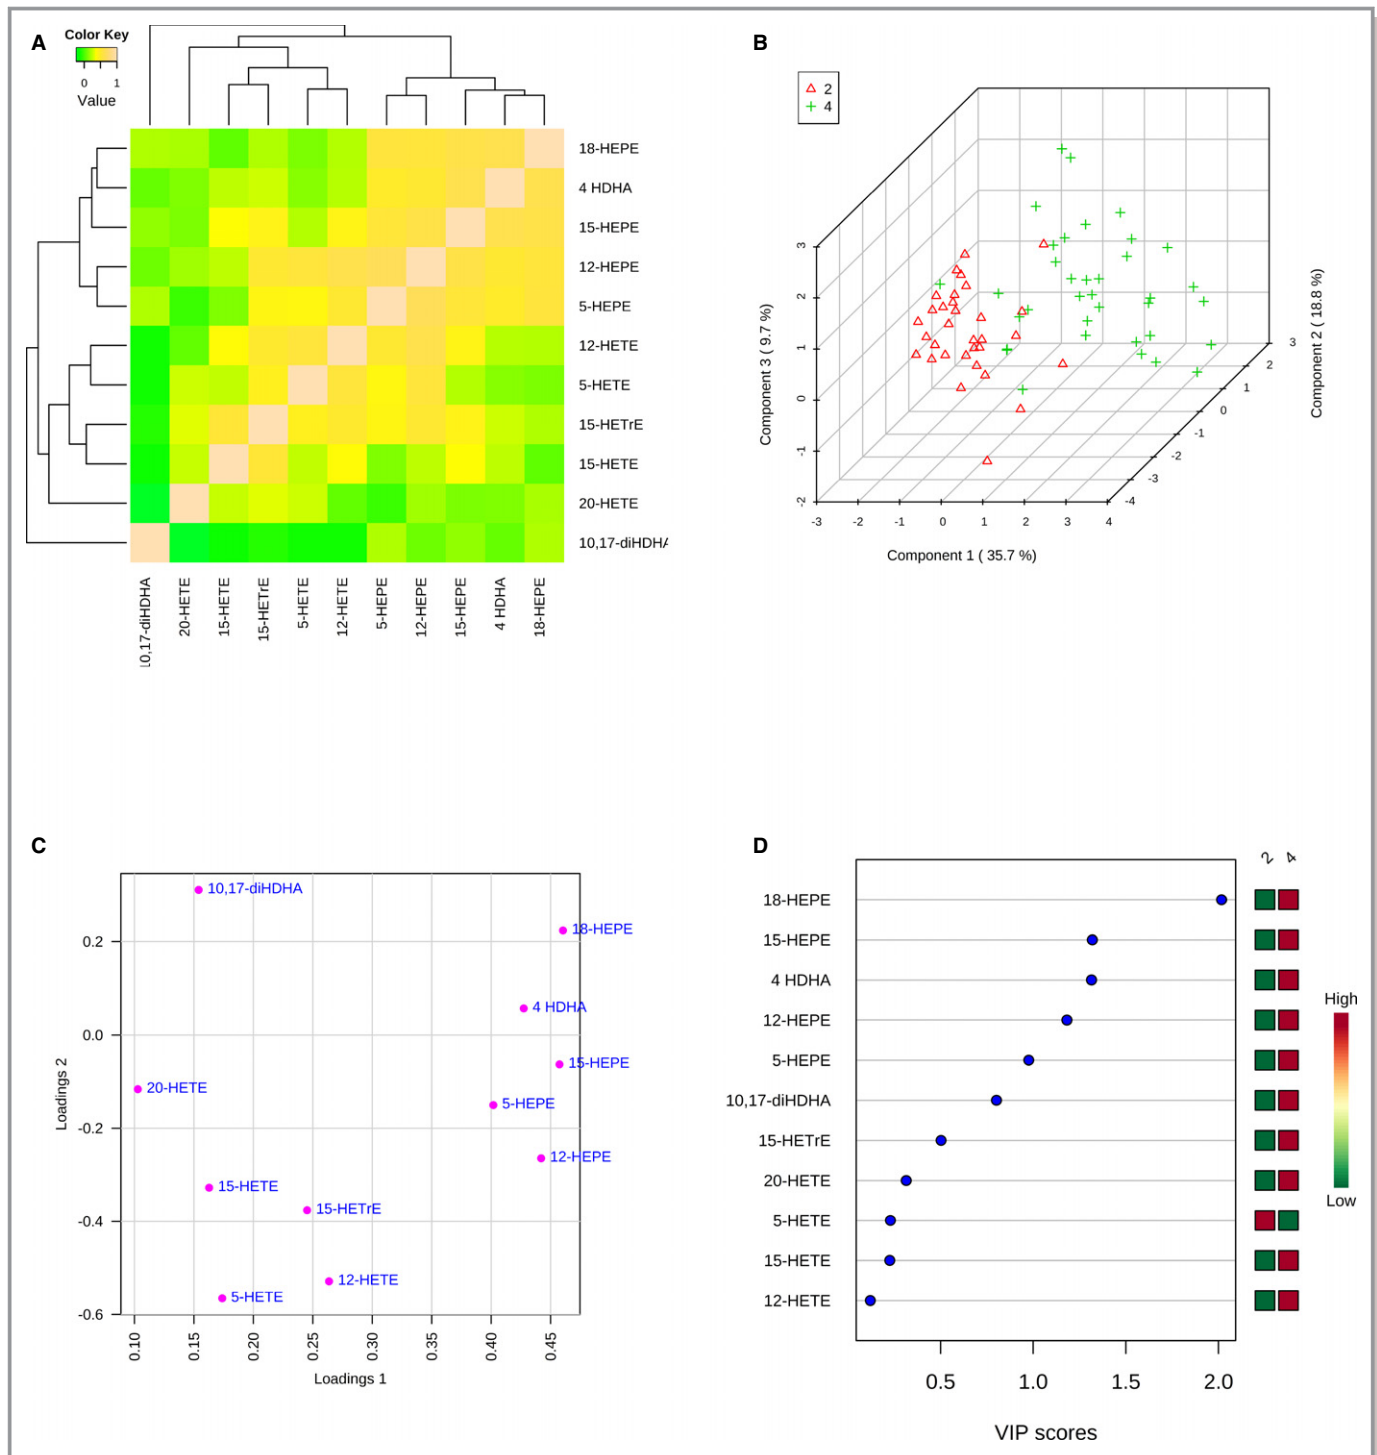 A
Color Key
0 1
Value
18-HEPE
4 HDHA
15-HEPE
12-HEPE
5-HEPE
12-HETE
5-HETE
15-HETrE
15-HETE
20-HETE
10,17-diHDHA
10,17-diHDHA
20-HETE
15-HETE
15-HETrE
5-HETE
12-HETE
5-HEPE
12-HEPE
15-HEPE
4 HDHA
18-HEPE
B
2
4
Component 3 ( 9.7 %)
3
2
1
0
-1
-2
-3 -2 -1 0 1 2 3 4
Component 1 ( 35.7 %)
-4
-3
-2
-1
0
1
2
3
Component 2 ( 18.8 %)
C
Loadings 2
0.2
0.0
-0.2
-0.4
-0.6
10,17-diHDHA
18-HEPE
4 HDHA
15-HEPE
20-HETE
5-HEPE
12-HEPE
15-HETE
15-HETrE
12-HETE
5-HETE
0.10 0.15 0.20 0.25 0.30 0.35 0.40 0.45
Loadings 1
D
2 4
18-HEPE
15-HEPE
4 HDHA
12-HEPE
5-HEPE
10,17-diHDHA
15-HETrE
20-HETE
5-HETE
15-HETE
12-HETE
High
Low
0.5 1.0 1.5 2.0
VIP scores